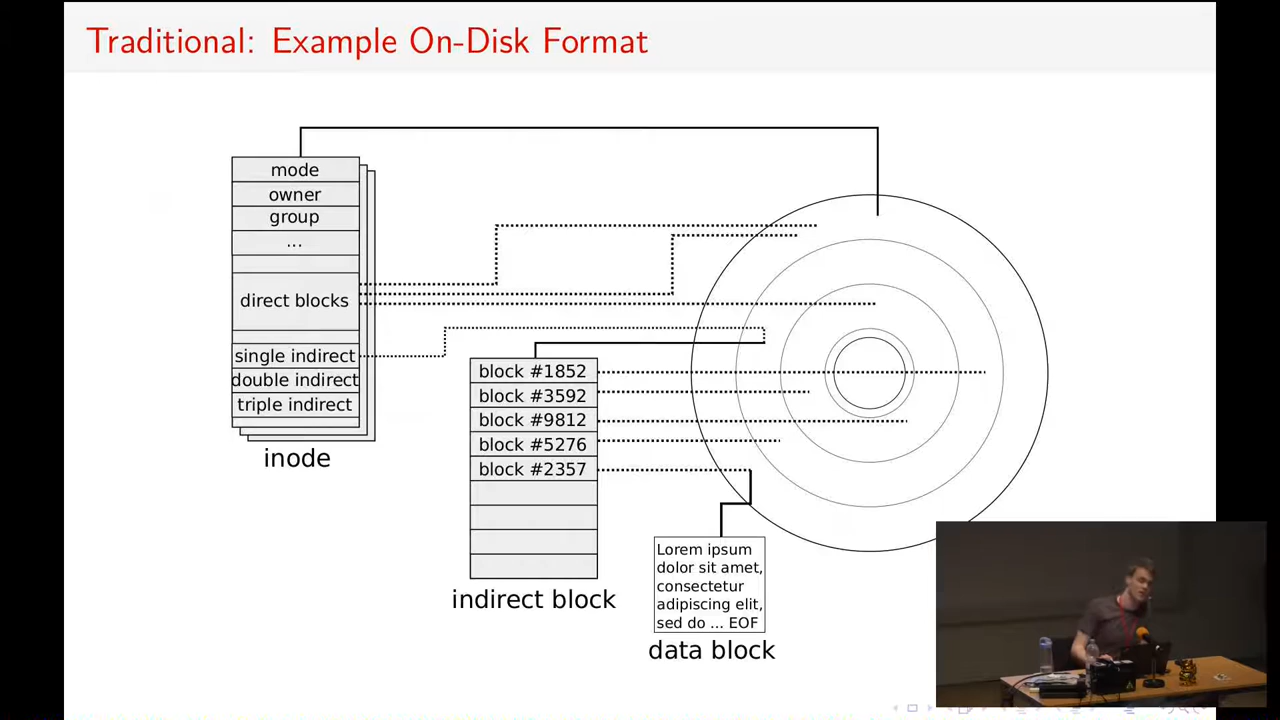 Traditional: Example On-Disk Format
mode
owner
group
...
direct blocks
single indirect
double indirect
triple indirect
inode
block #1852
block #3592
block #9812
block #5276
block #2357
indirect block
Lorem ipsum
dolor sit amet,
consectetur
adipiscing elit,
sed do ... EOF
data block